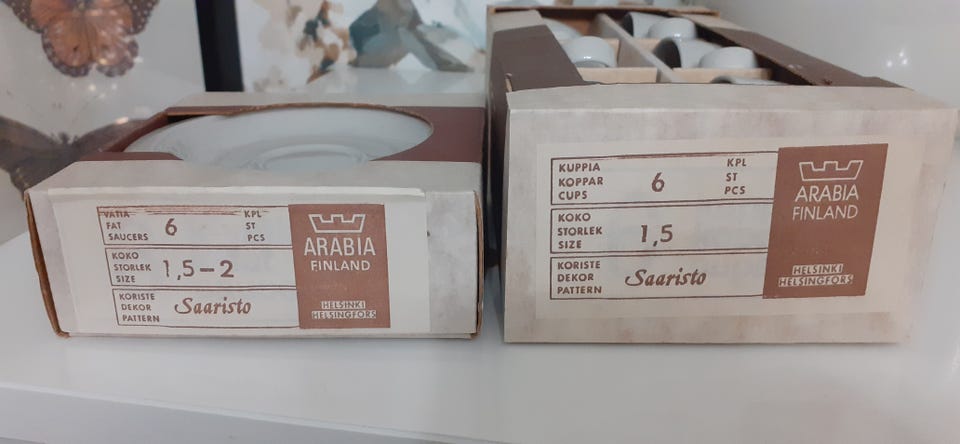 VATIA 6 KPL
FAT ST
SAUCERS PCS
KOKO
STORLEK 1,5-2
SIZE
KORISTE
DEKOR Saaristo
PATTERN
ARABIA
FINLAND
HELSINKI
HELSINGFORS
KUPPIA KPL
KOPPAR 6 ST
CUPS PCS
KOKO
STORLEK 1,5
SIZE
KORISTE
DEKOR Saaristo
PATTERN
ARABIA
FINLAND
HELSINKI
HELSINGFORS